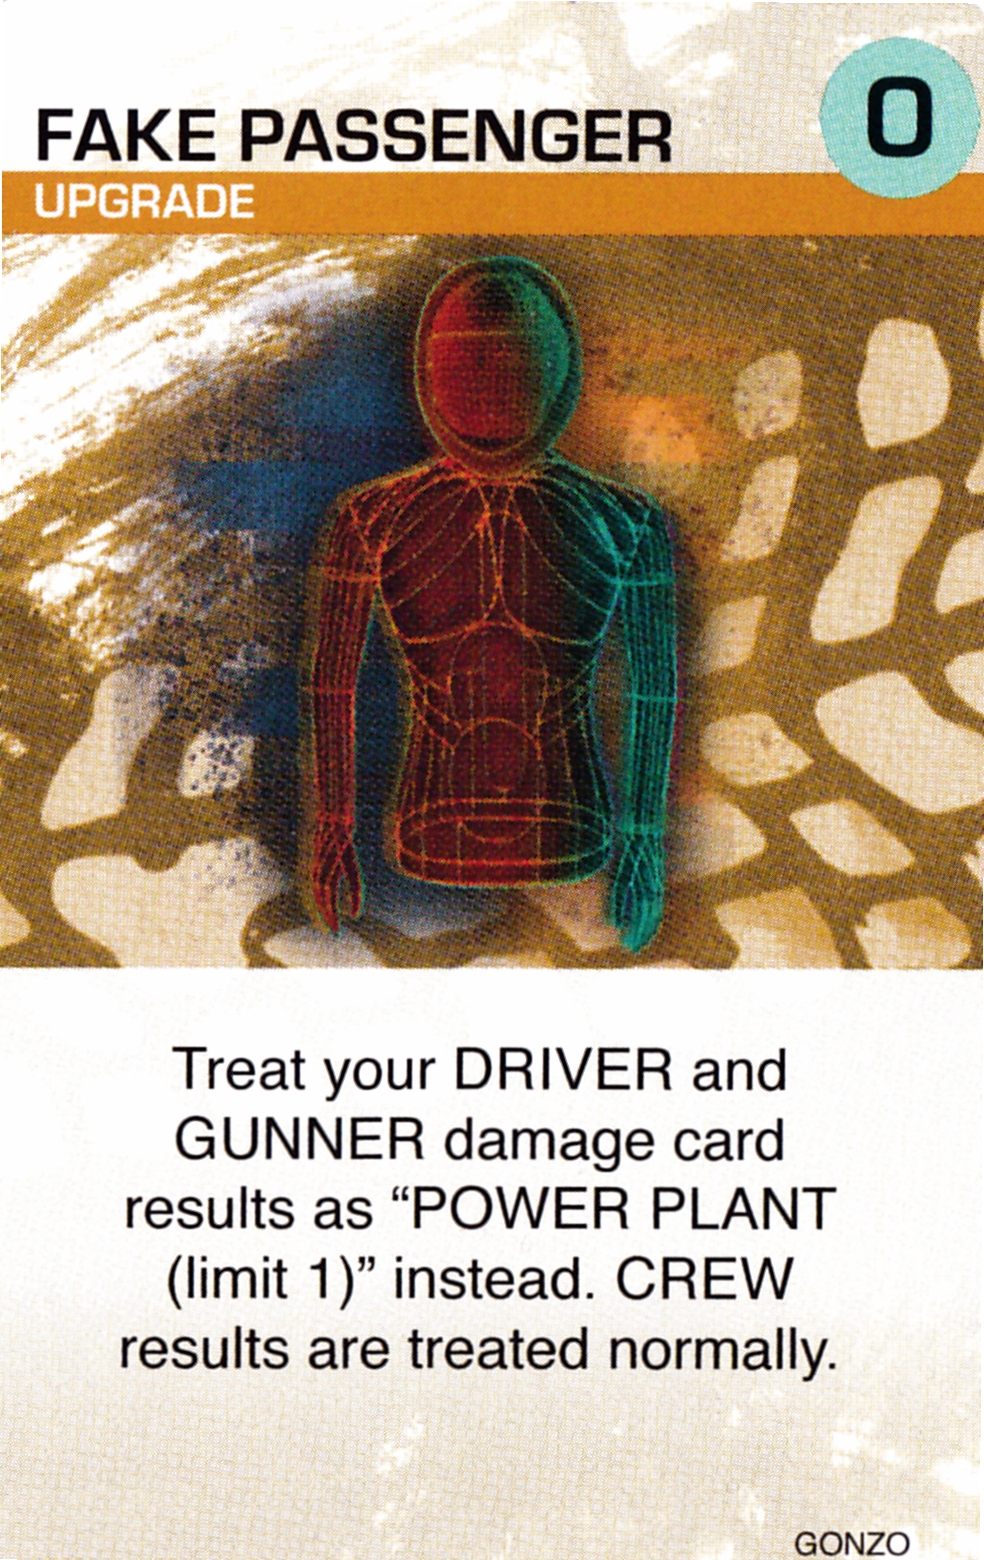 FAKE PASSENGER
0
UPGRADE
Treat your DRIVER and
GUNNER damage card
results as “POWER PLANT
(limit 1)” instead. CREW
results are treated normally.
GONZO